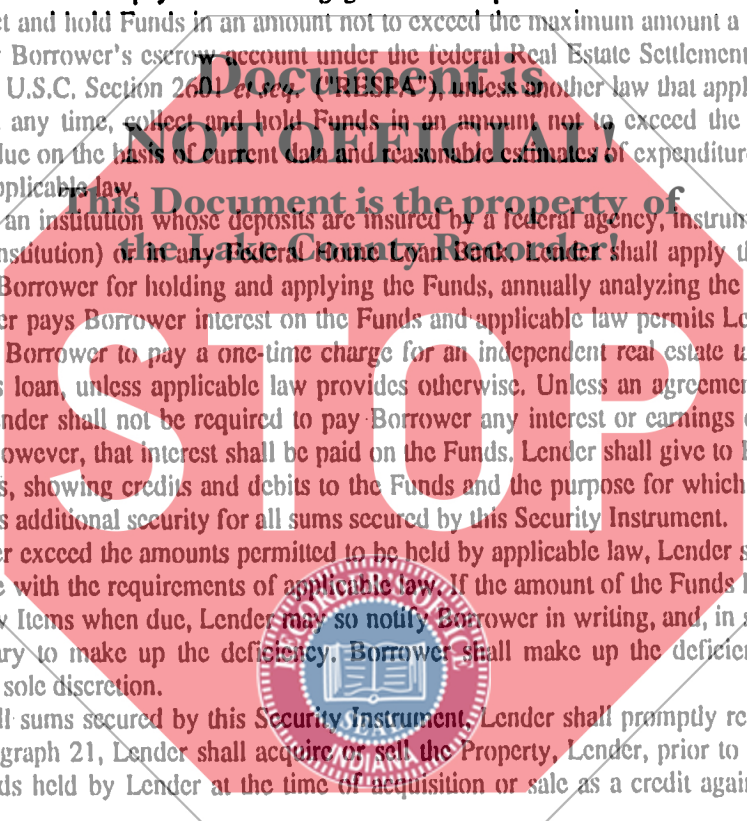 ct and hold Funds in an amount not to exceed the maximum amount a
Borrower's escrow account under the federal Real Estate Settlement
Document is
U.S.C. Section 2601 et seq. ("RESPA"), unless another law that appl
any time, collect and hold Funds in an amount not to exceed the
NOT OFFICIAL!
due on the basis of current data and reasonable estimates of expenditur
applicable law.
This Document is the property of
an institution whose deposits are insured by a federal agency, instrum
the Lake County Recorder!
nstitution) or in any Federal Home Loan Bank. Lender shall apply t
Borrower for holding and applying the Funds, annually analyzing the
er pays Borrower interest on the Funds and applicable law permits Le
Borrower to pay a one-time charge for an independent real estate ta
s loan, unless applicable law provides otherwise. Unless an agreemen
nder shall not be required to pay Borrower any interest or earnings
owever, that interest shall be paid on the Funds. Lender shall give to
s, showing credits and debits to the Funds and the purpose for which
s additional security for all sums secured by this Security Instrument.
STOP
er exceed the amounts permitted to be held by applicable law, Lender s
e with the requirements of applicable law. If the amount of the Funds
w Items when due, Lender may so notify Borrower in writing, and, in s
ary to make up the deficiency. Borrower shall make up the deficien
sole discretion.
ll sums secured by this Security Instrument, Lender shall promptly re
graph 21, Lender shall acquire or sell the Property, Lender, prior to
ds held by Lender at the time of acquisition or sale as a credit again
SEAL
INDIANA